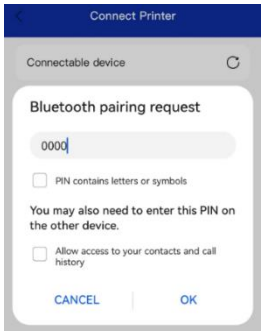 Connect Printer
Connectable device
Bluetooth pairing request
0000
PIN contains letters or symbols
You may also need to enter this PIN on
the other device.
Allow access to your contacts and call
history
CANCEL
OK